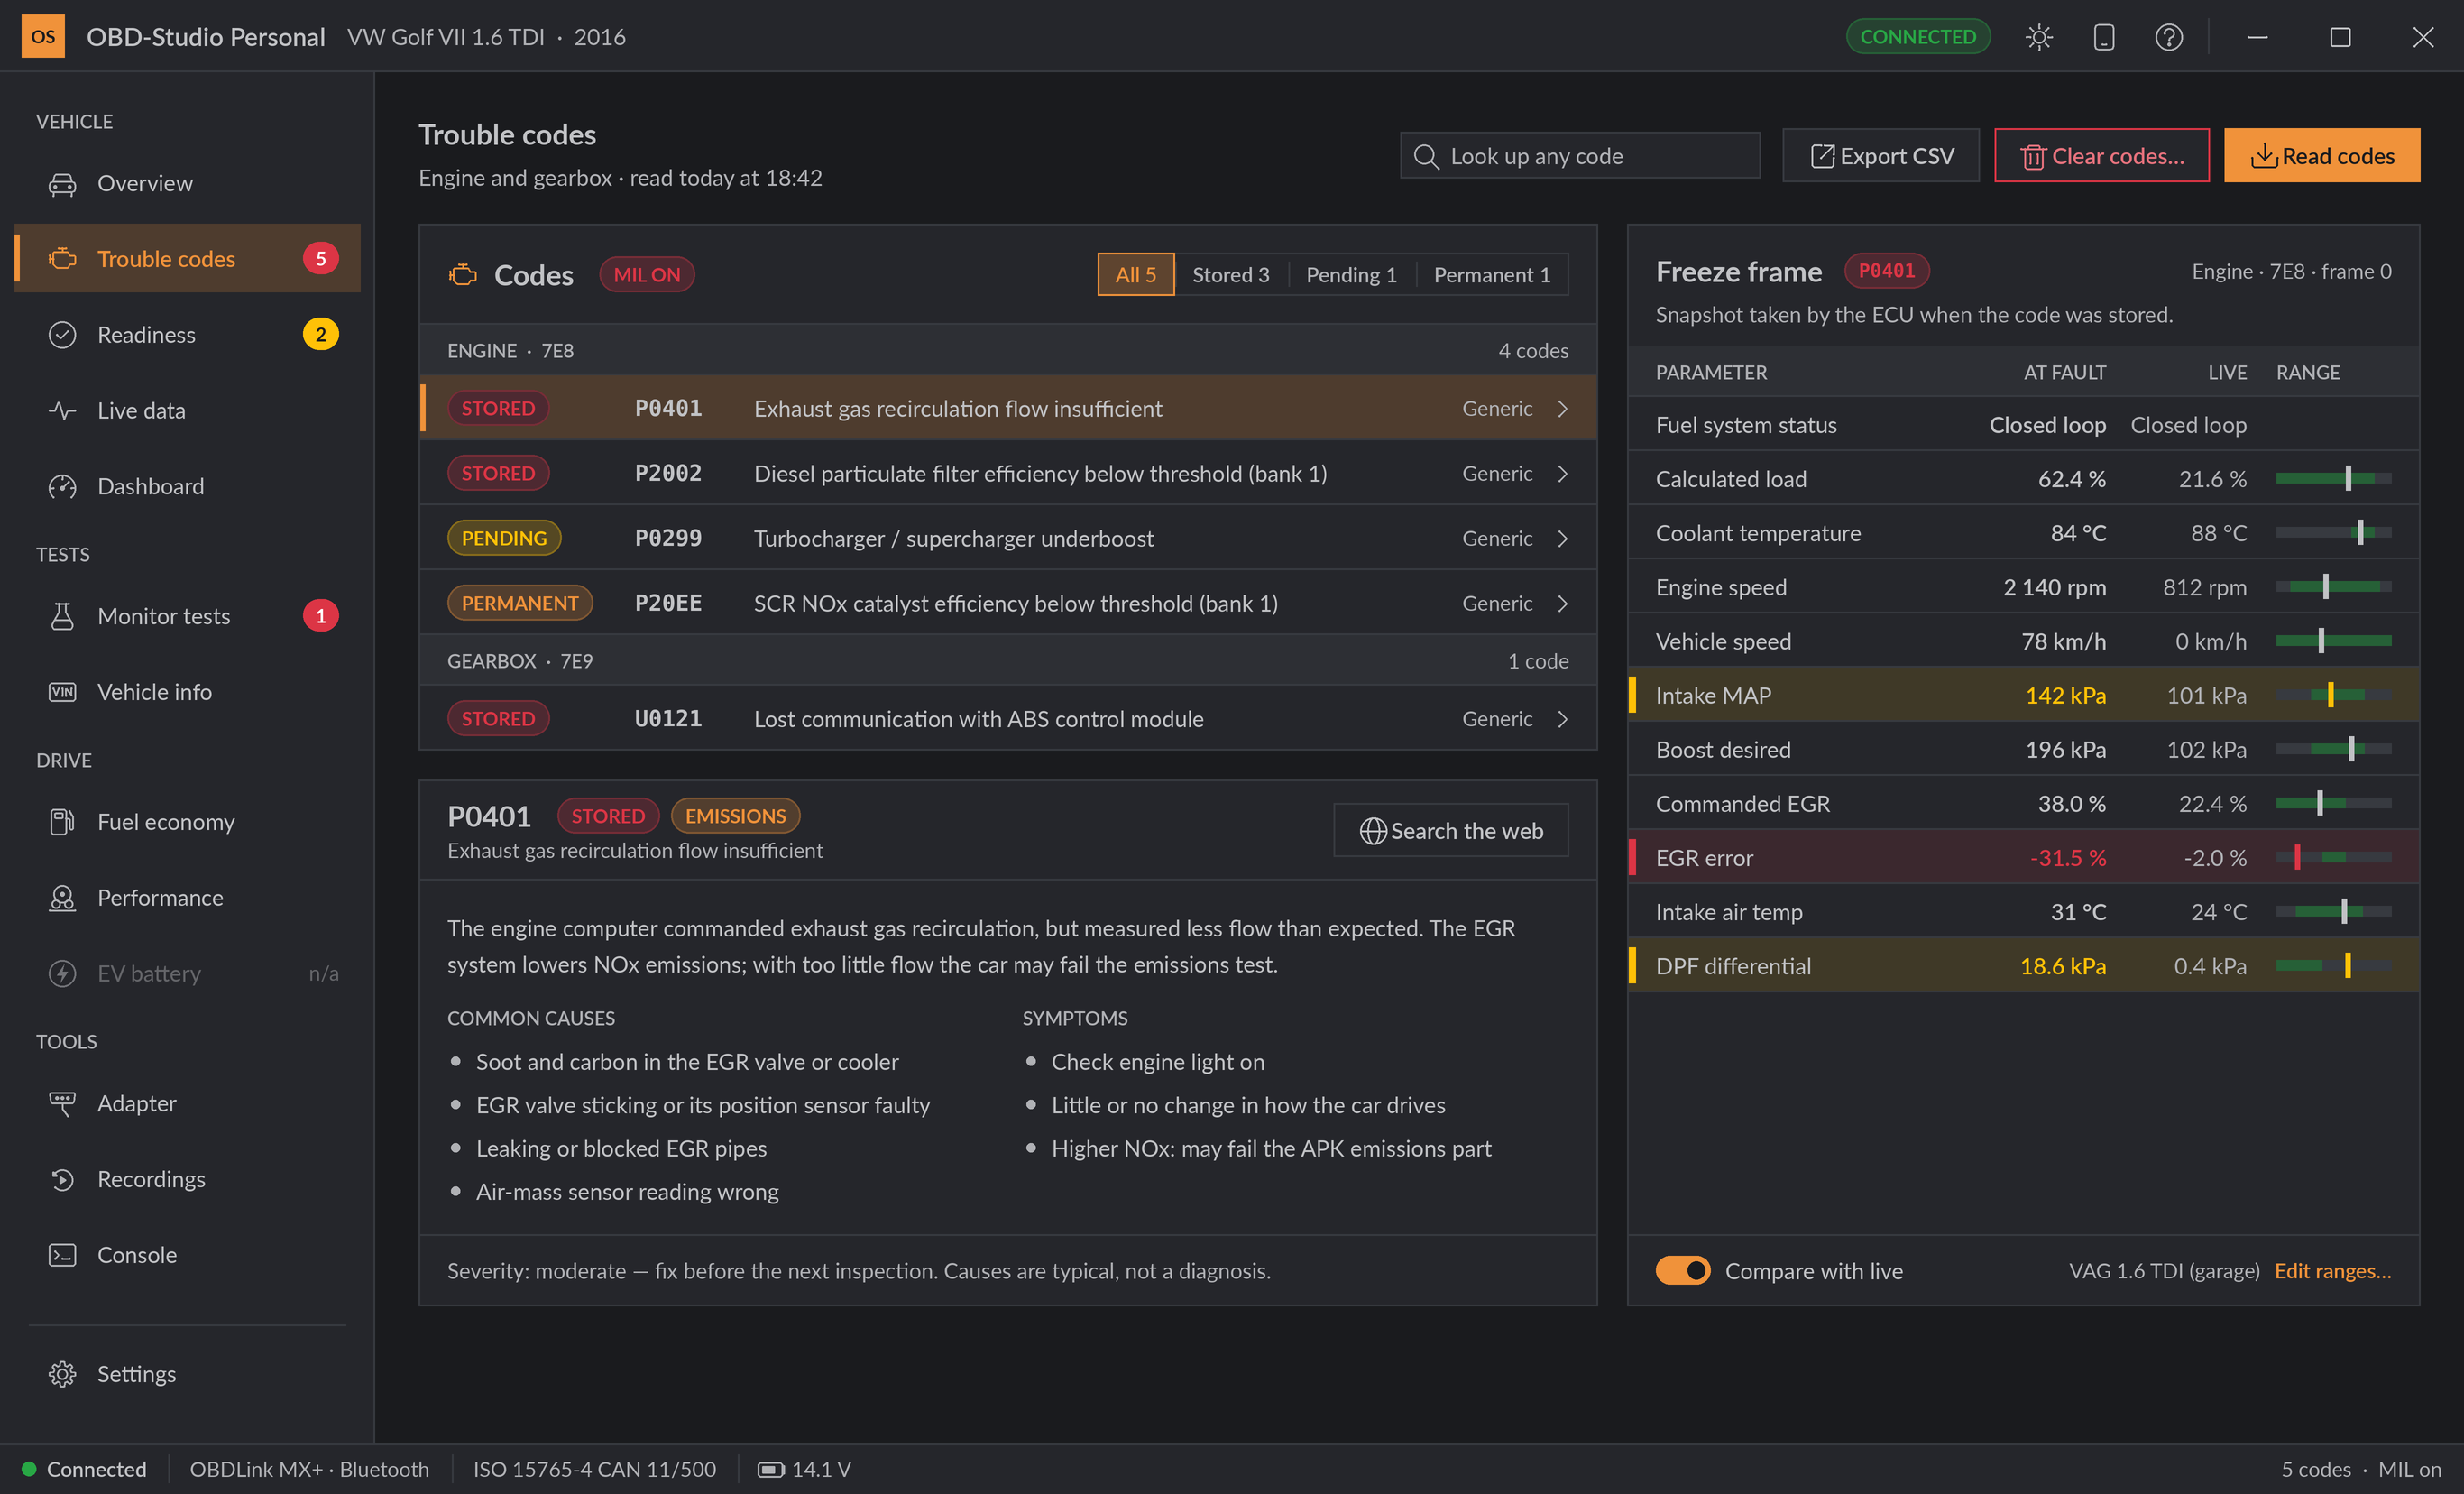 OS OBD-Studio Personal VW Golf VII 1.6 TDI · 2016 CONNECTED
VEHICLE
Overview
Trouble codes 5
Readiness 2
Live data
Dashboard
TESTS
Monitor tests 1
VIN Vehicle info
DRIVE
Fuel economy
Performance
EV battery n/a
TOOLS
Adapter
Recordings
Console
Settings
Trouble codes
Engine and gearbox · read today at 18:42
Look up any code
Export CSV
Clear codes...
Read codes
Codes MIL ON All 5 Stored 3 Pending 1 Permanent 1
ENGINE · 7E8 4 codes
STORED P0401 Exhaust gas recirculation flow insufficient Generic
STORED P2002 Diesel particulate filter efficiency below threshold (bank 1) Generic
PENDING P0299 Turbocharger / supercharger underboost Generic
PERMANENT P20EE SCR NOx catalyst efficiency below threshold (bank 1) Generic
GEARBOX · 7E9 1 code
STORED U0121 Lost communication with ABS control module Generic
P0401 STORED EMISSIONS
Exhaust gas recirculation flow insufficient
Search the web
The engine computer commanded exhaust gas recirculation, but measured less flow than expected. The EGR
system lowers NOx emissions; with too little flow the car may fail the emissions test.
COMMON CAUSES
• Soot and carbon in the EGR valve or cooler
• EGR valve sticking or its position sensor faulty
• Leaking or blocked EGR pipes
• Air-mass sensor reading wrong
SYMPTOMS
• Check engine light on
• Little or no change in how the car drives
• Higher NOx: may fail the APK emissions part
Severity: moderate — fix before the next inspection. Causes are typical, not a diagnosis.
Freeze frame P0401 Engine · 7E8 · frame 0
Snapshot taken by the ECU when the code was stored.
PARAMETER AT FAULT LIVE RANGE
Fuel system status Closed loop Closed loop
Calculated load 62.4 % 21.6 %
Coolant temperature 84 °C 88 °C
Engine speed 2 140 rpm 812 rpm
Vehicle speed 78 km/h 0 km/h
Intake MAP 142 kPa 101 kPa
Boost desired 196 kPa 102 kPa
Commanded EGR 38.0 % 22.4 %
EGR error -31.5 % -2.0 %
Intake air temp 31 °C 24 °C
DPF differential 18.6 kPa 0.4 kPa
Compare with live VAG 1.6 TDI (garage) Edit ranges...
Connected OBDLink MX+ · Bluetooth ISO 15765-4 CAN 11/500 14.1 V 5 codes · MIL on